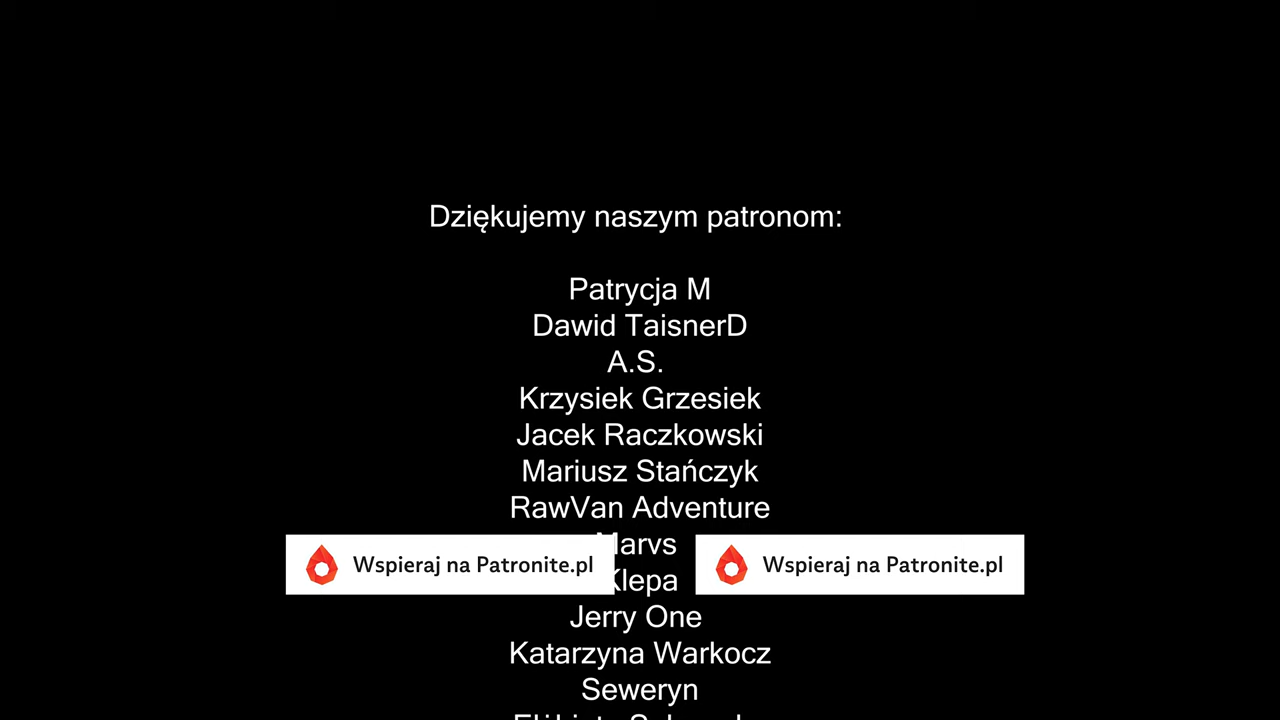 Dziękujemy naszym patronom:
Patrycja M
Dawid TaisnerD
A.S.
Krzysiek Grzesiek
Jacek Raczkowski
Mariusz Stańczyk
RawVan Adventure
Wspieraj na Patronite.pl
Wspieraj na Patronite.pl
Jerry One
Katarzyna Warkocz
Seweryn